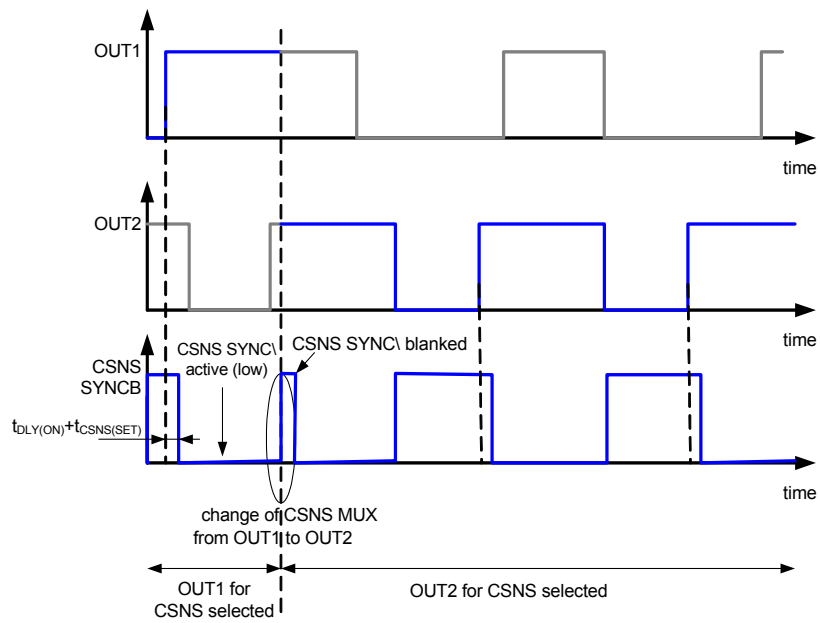 OUT1
time
OUT2
time
CSNS
SYNCB
CSNS SYNC\
active (low)
CSNS SYNC\ blanked
tDLY(ON)+tCSNS(SET)
time
change of CSNS MUX
from OUT1 to OUT2
OUT1 for
CSNS selected
OUT2 for CSNS selected